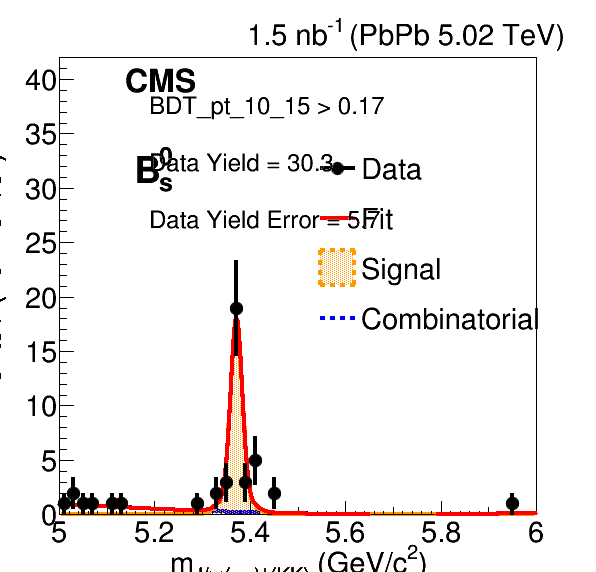 1.5 nb-1 (PbPb 5.02 TeV)
CMS
BDT_pt_10_15 > 0.17
B0s
Data Yield = 30.3
Data Yield Error = 5.7
Data
Fit
Signal
Combinatorial
40
35
30
25
20
15
10
5
0
5 5.2 5.4 5.6 5.8 6
m (GeV/c2)